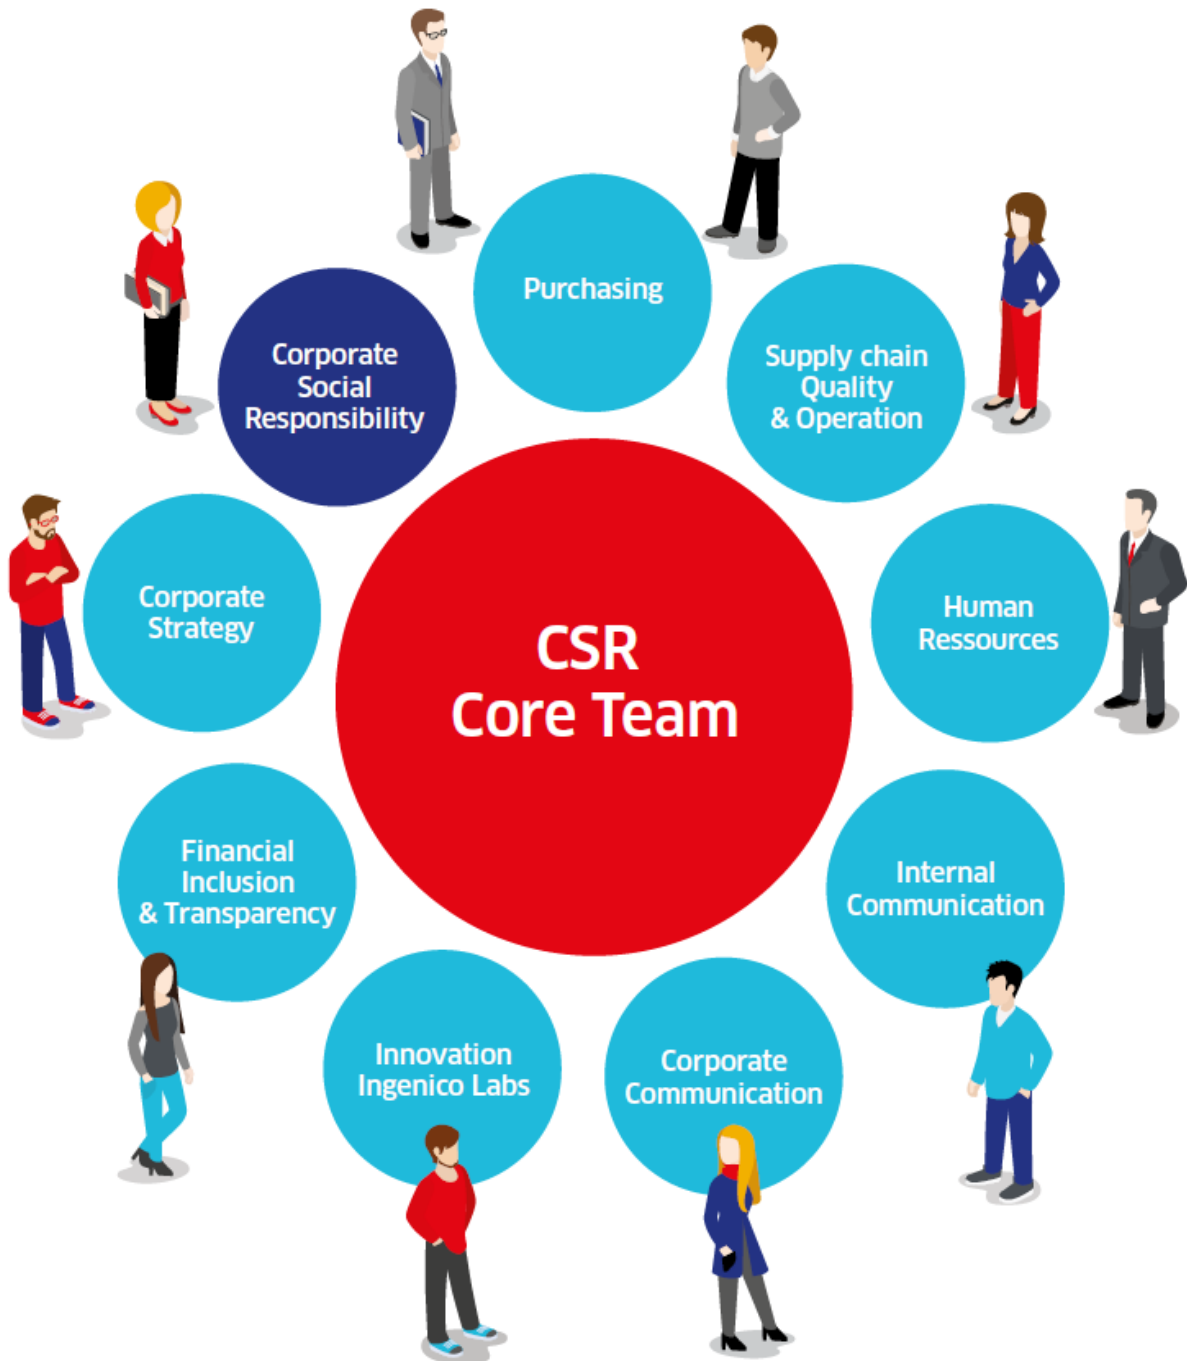 Purchasing
Corporate
Social
Responsibility
Supply chain
Quality
& Operation
Corporate
Strategy
Human
Ressources
CSR
Core Team
Financial
Inclusion
& Transparency
Internal
Communication
Innovation
Ingenico Labs
Corporate
Communication